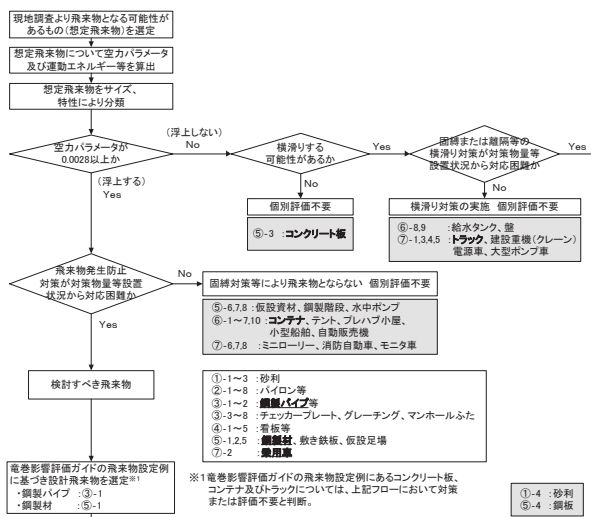 現地調査より飛来物となる可能性が
あるもの(想定飛来物)を選定
想定飛来物について空力パラメータ
及び運動エネルギー等を算出
想定飛来物をサイズ、
特性により分類
空力パラメータが
0.0028以上か
(浮上しない)
No
横滑りする
可能性があるか
Yes
固縛または離隔等の
横滑り対策が対策物量等
設置状況から対応困難か
Yes
(浮上する)
Yes
No
個別評価不要
⑤-3 :コンクリート板
No
横滑り対策の実施 個別評価不要
⑥-8,9 :給水タンク、盤
⑦-1,3,4,5 :トラック、建設重機(クレーン)
電源車、大型ポンプ車
飛来物発生防止
対策が対策物量等設置
状況から対応困難か
No
固縛対策等により飛来物とならない 個別評価不要
⑤-6,7,8 :仮設資材、鋼製階段、水中ポンプ
⑥-1~7,10 :コンテナ、テント、プレハブ小屋、
小型船舶、自動販売機
⑦-6,7,8 :ミニローリー、消防自動車、モニタ車
Yes
検討すべき飛来物
①-1~3 :砂利
②-1~8 :パイロン等
③-1~2 :鋼製パイプ等
③-3~8 :チェッカープレート、グレーチング、マンホールふた
④-1~5 :看板等
⑤-1,2,5 :鋼製材、敷き鉄板、仮設足場
⑦-2 :乗用車
竜巻影響評価ガイドの飛来物設定例
に基づき設計飛来物を選定※1
・鋼製パイプ :③-1
・鋼製材 :⑤-1
※1竜巻影響評価ガイドの飛来物設定例にあるコンクリート板、
コンテナ及びトラックについては、上記フローにおいて対策
または評価不要と判断。
①-4 :砂利
⑤-4 :鋼板